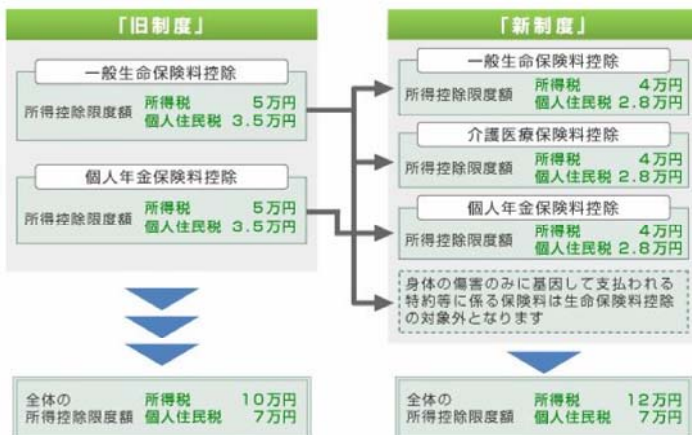 「旧制度」
一般生命保険料控除
所得控除限度額 所得税 5万円
個人住民税 3.5万円
個人年金保険料控除
所得控除限度額 所得税 5万円
個人住民税 3.5万円
全体の 所得税 10万円
所得控除限度額 個人住民税 7万円
「新制度」
一般生命保険料控除
所得控除限度額 所得税 4万円
個人住民税 2.8万円
介護医療保険料控除
所得控除限度額 所得税 4万円
個人住民税 2.8万円
個人年金保険料控除
所得控除限度額 所得税 4万円
個人住民税 2.8万円
身体の傷害のみに基因して支払われる
特約等に係る保険料は生命保険料控除
の対象外となります
全体の 所得税 12万円
所得控除限度額 個人住民税 7万円